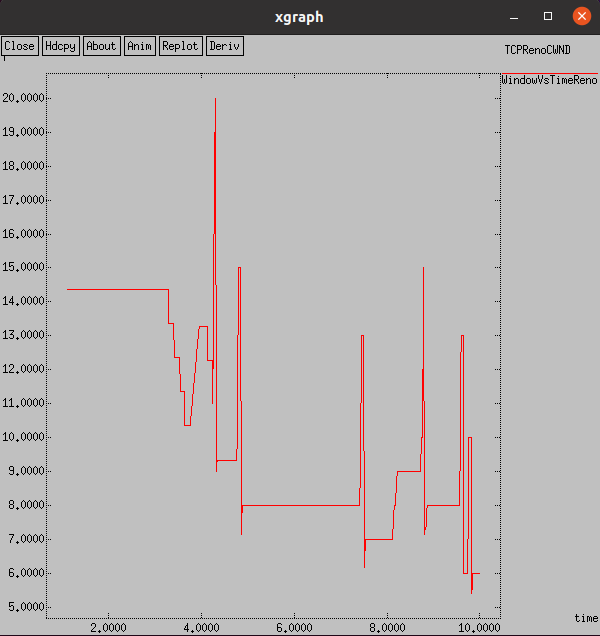 xgraph
Close Hdcpy About Anim Replot Deriv
TCPRenoCWND
WindowVsTimeReno
20.0000
19.0000
18.0000
17.0000
16.0000
15.0000
14.0000
13.0000
12.0000
11.0000
10.0000
9.0000
8.0000
7.0000
6.0000
5.0000
time
2.0000 4.0000 6.0000 8.0000 10.0000